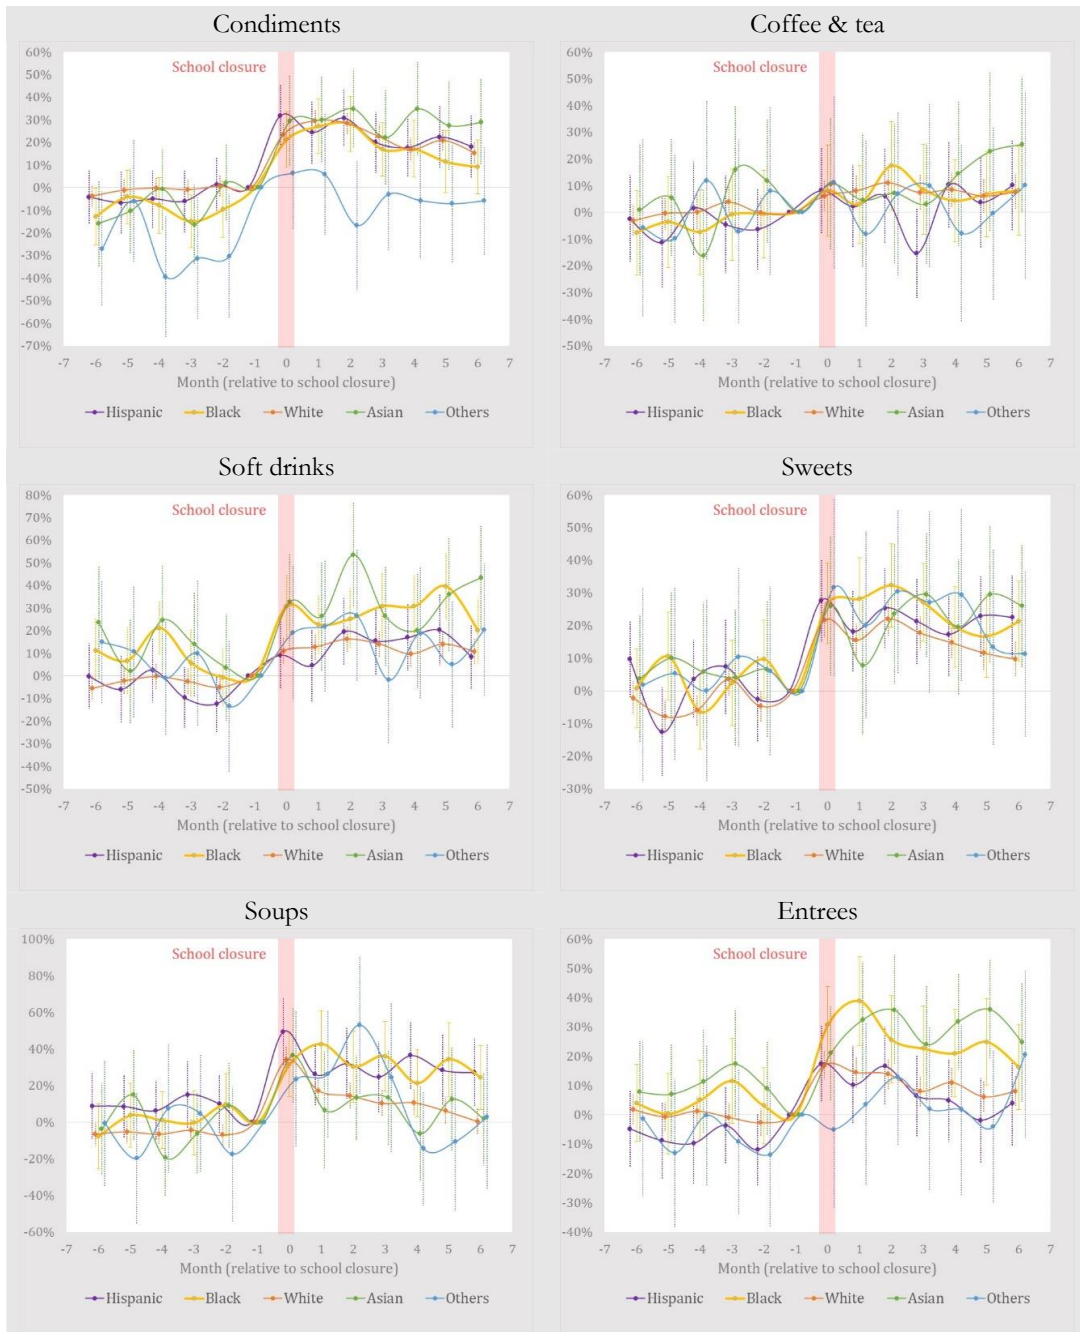 Condiments
60%
50%
40%
30%
20%
10%
0%
-10%
-20%
-30%
-40%
-50%
-60%
-70%
School closure
-7 -6 -5 -4 -3 -2 -1 0 1 2 3 4 5 6 7
Month (relative to school closure)
Hispanic Black White Asian Others
Coffee & tea
60%
50%
40%
30%
20%
10%
0%
-10%
-20%
-30%
-40%
-50%
School closure
-7 -6 -5 -4 -3 -2 -1 0 1 2 3 4 5 6 7
Month (relative to school closure)
Hispanic Black White Asian Others
Soft drinks
80%
70%
60%
50%
40%
30%
20%
10%
0%
-10%
-20%
-30%
-40%
-50%
School closure
-7 -6 -5 -4 -3 -2 -1 0 1 2 3 4 5 6 7
Month (relative to school closure)
Hispanic Black White Asian Others
Sweets
60%
50%
40%
30%
20%
10%
0%
-10%
-20%
-30%
School closure
-7 -6 -5 -4 -3 -2 -1 0 1 2 3 4 5 6 7
Month (relative to school closure)
Hispanic Black White Asian Others
Soups
100%
80%
60%
40%
20%
0%
-20%
-40%
-60%
School closure
-7 -6 -5 -4 -3 -2 -1 0 1 2 3 4 5 6 7
Month (relative to school closure)
Hispanic Black White Asian Others
Entrees
60%
50%
40%
30%
20%
10%
0%
-10%
-20%
-30%
-40%
School closure
-7 -6 -5 -4 -3 -2 -1 0 1 2 3 4 5 6 7
Month (relative to school closure)
Hispanic Black White Asian Others